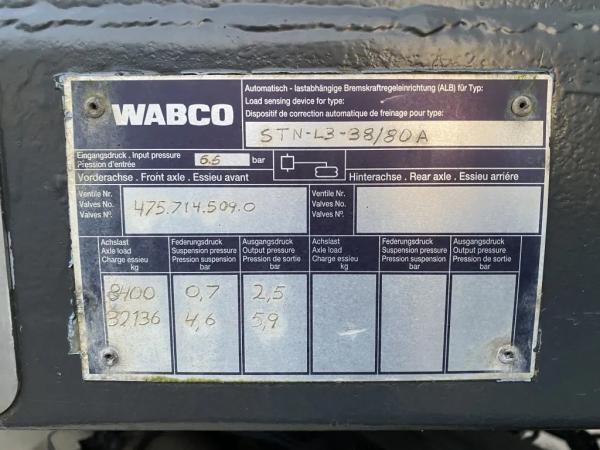 WABCO
Automatisch - lastabhängige Bremskraftregeleinrichtung (ALB) für Typ:
Load sensing device for type:
Dispositif de correction automatique de freinage pour type:
STN-L3-38/80A
Eingangsdruck . Input pressure
Pression d'entrée
6.5 bar
Vorderachse . Front axle . Essieu avant
Hinterachse . Rear axle . Essieu arriére
Ventile Nr.
Valves No.
Valves Nº.
475.714.509.0
Ventile Nr.
Valves No.
Valves Nº.
Achslast
Axle load
Charge essieu
kg
Federungsdruck
Suspension pressure
Pression suspension
bar
Ausgangsdruck
Output pressure
Pression de sortie
bar
Achslast
Axle load
Charge essieu
kg
Federungsdruck
Suspension pressure
Pression suspension
bar
Ausgangsdruck
Output pressure
Pression de sortie
bar
8400 0,7 2,5
32136 4,6 5,9